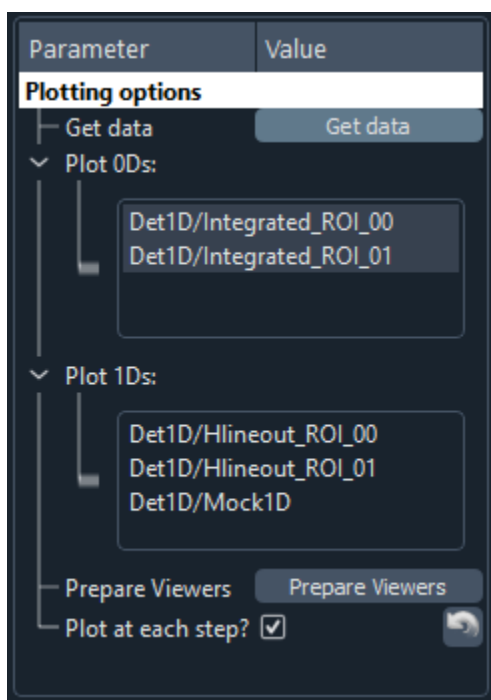 Parameter Value
Plotting options
Get data Get data
Plot 0Ds:
Det1D/Integrated_ROI_00
Det1D/Integrated_ROI_01
Plot 1Ds:
Det1D/Hlineout_ROI_00
Det1D/Hlineout_ROI_01
Det1D/Mock1D
Prepare Viewers Prepare Viewers
Plot at each step?